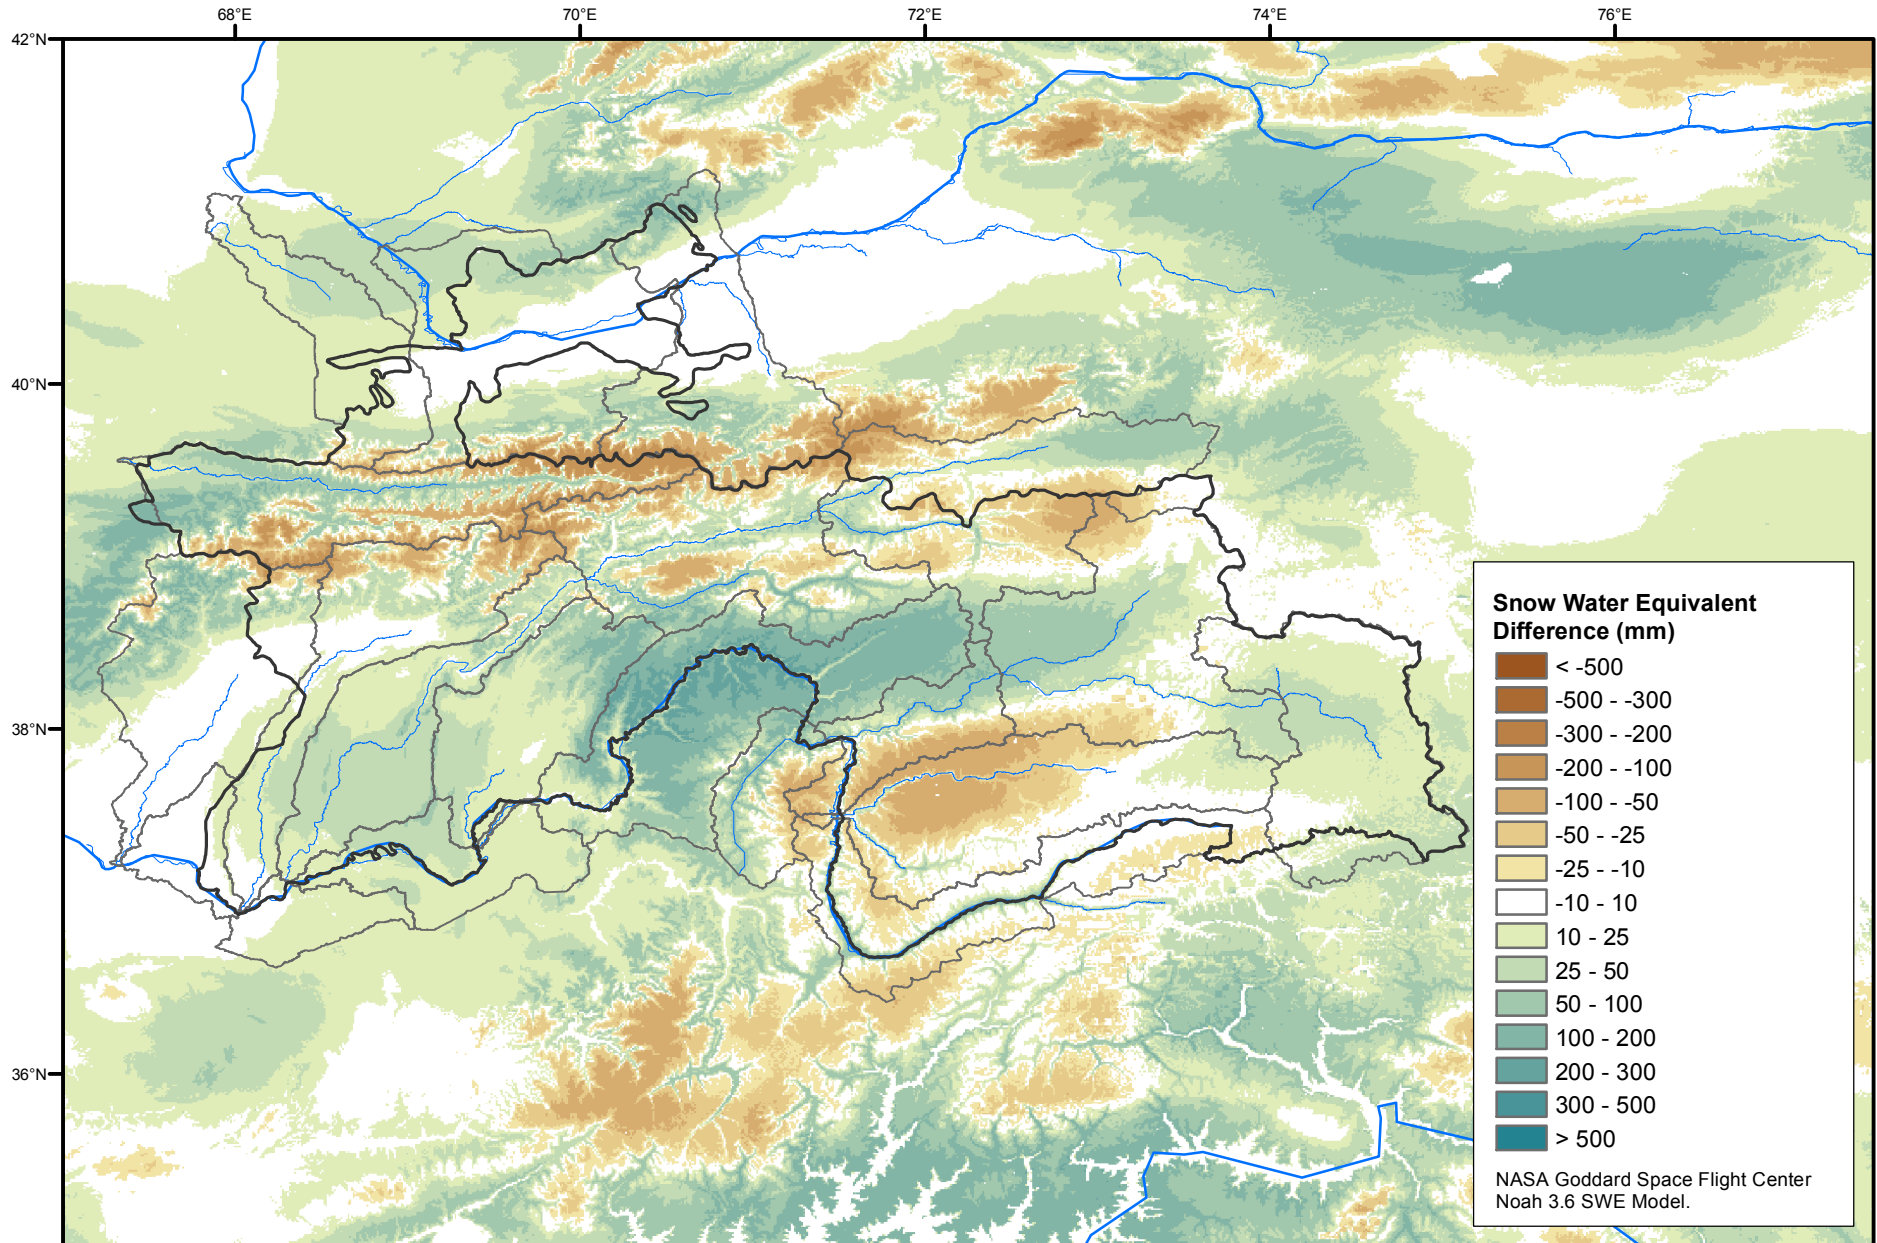 68°E 70°E 72°E 74°E 76°E
42°N
40°N
38°N
36°N
Snow Water Equivalent
Difference (mm)
< -500
-500 - -300
-300 - -200
-200 - -100
-100 - -50
-50 - -25
-25 - -10
-10 - 10
10 - 25
25 - 50
50 - 100
100 - 200
200 - 300
300 - 500
> 500
NASA Goddard Space Flight Center
Noah 3.6 SWE Model.